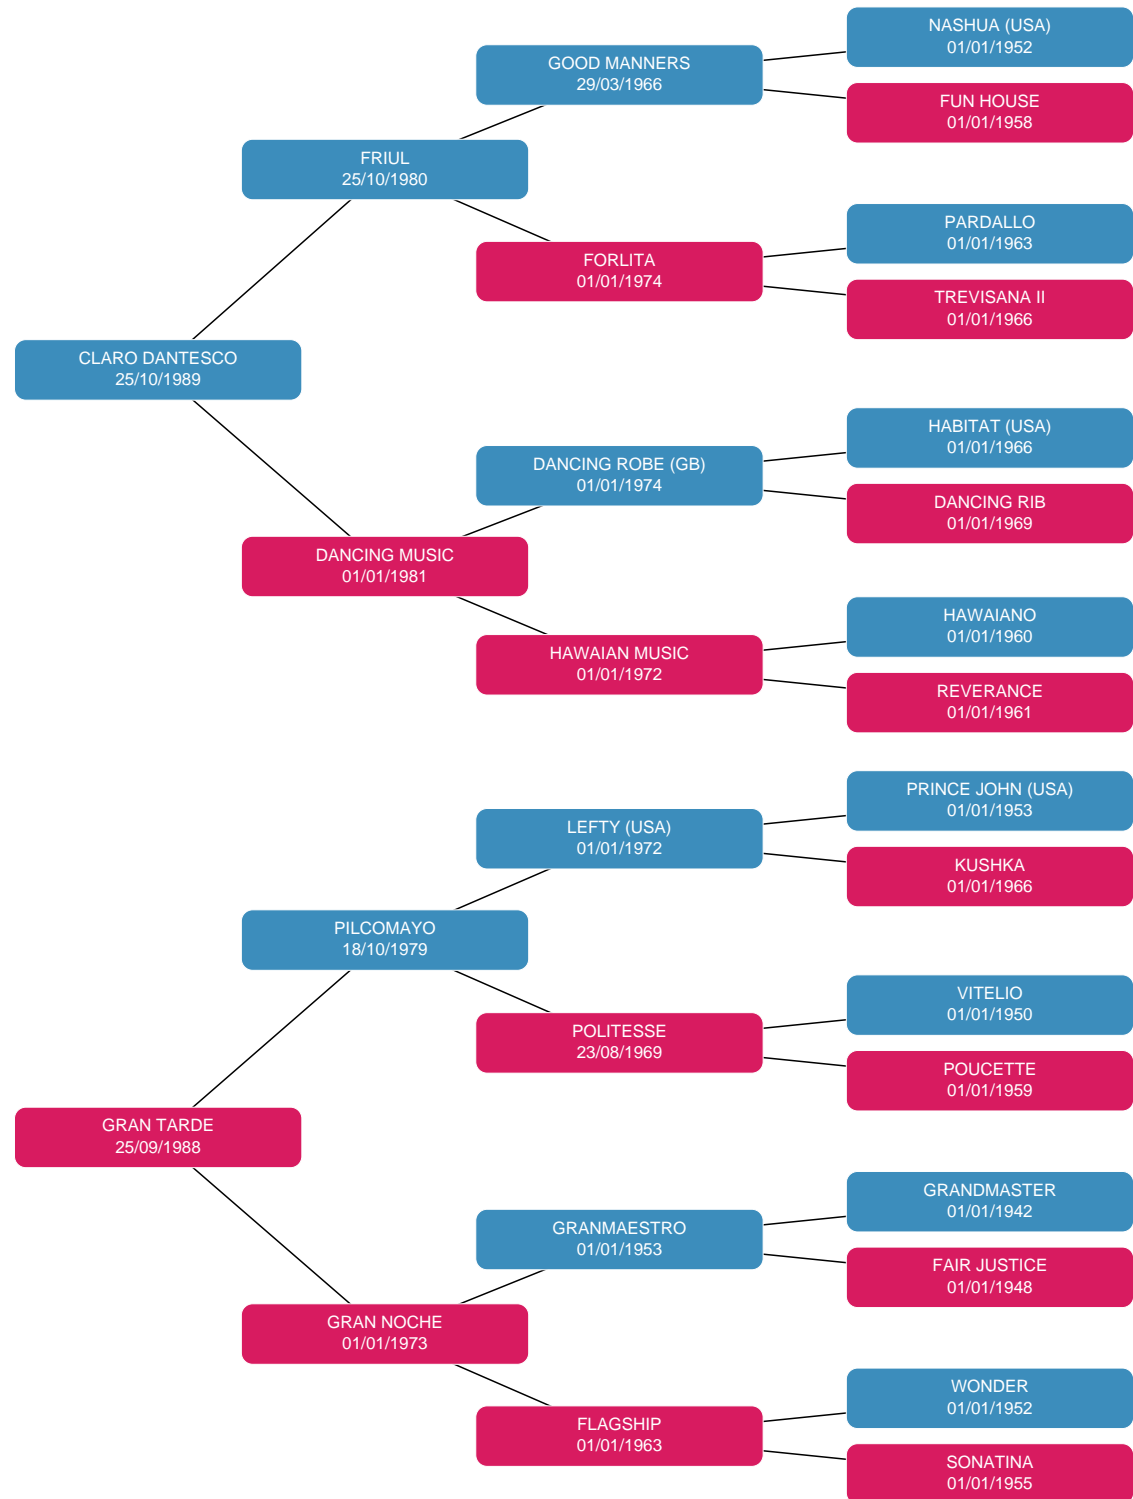 NASHUA (USA)
01/01/1952
GOOD MANNERS
29/03/1966
FUN HOUSE
01/01/1958
FRIUL
25/10/1980
PARDALLO
01/01/1963
FORLITA
01/01/1974
TREVISANA II
01/01/1966
CLARO DANTESCO
25/10/1989
HABITAT (USA)
01/01/1966
DANCING ROBE (GB)
01/01/1974
DANCING RIB
01/01/1969
DANCING MUSIC
01/01/1981
HAWAIANO
01/01/1960
HAWAIAN MUSIC
01/01/1972
REVERANCE
01/01/1961
PRINCE JOHN (USA)
01/01/1953
LEFTY (USA)
01/01/1972
KUSHKA
01/01/1966
PILCOMAYO
18/10/1979
VITELIO
01/01/1950
POLITESSE
23/08/1969
POUCETTE
01/01/1959
GRAN TARDE
25/09/1988
GRANDMASTER
01/01/1942
GRANMAESTRO
01/01/1953
FAIR JUSTICE
01/01/1948
GRAN NOCHE
01/01/1973
WONDER
01/01/1952
FLAGSHIP
01/01/1963
SONATINA
01/01/1955